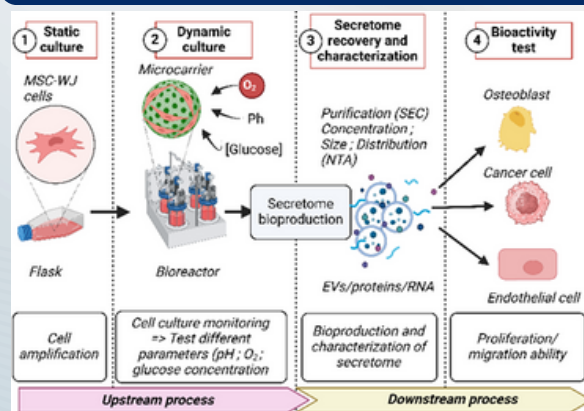 1 Static culture
2 Dynamic culture
3 Secretome recovery and characterization
4 Bioactivity test
MSC-WJ
cells
Flask
Microcarrier
O2
Ph
[Glucose]
Bioreactor
Secretome
bioproduction
Purification (SEC)
Concentration ;
Size ; Distribution
(NTA)
EVs/proteins/RNA
Osteoblast
Cancer cell
Endothelial cell
Cell
amplification
Cell culture monitoring
=> Test different
parameters (pH ; O₂ ;
glucose concentration
Bioproduction and
characterization of
secretome
Proliferation/
migration ability
Upstream process
Downstream process